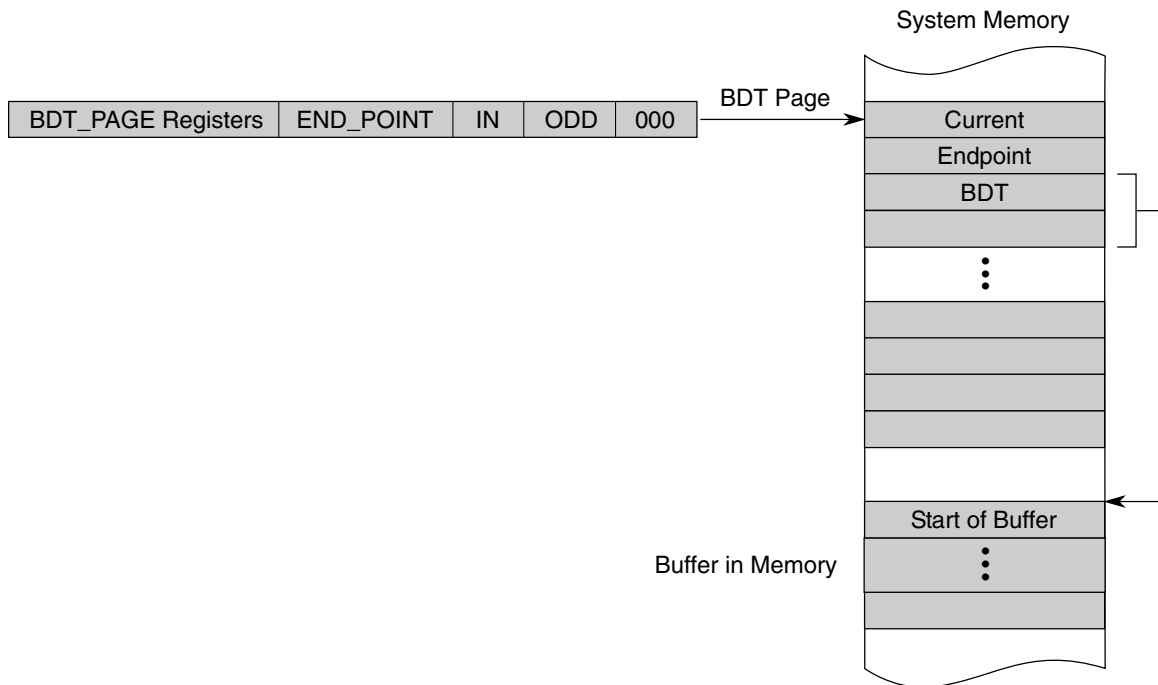 System Memory
BDT_PAGE Registers END_POINT IN ODD 000
BDT Page
Current
Endpoint
BDT
Start of Buffer
Buffer in Memory